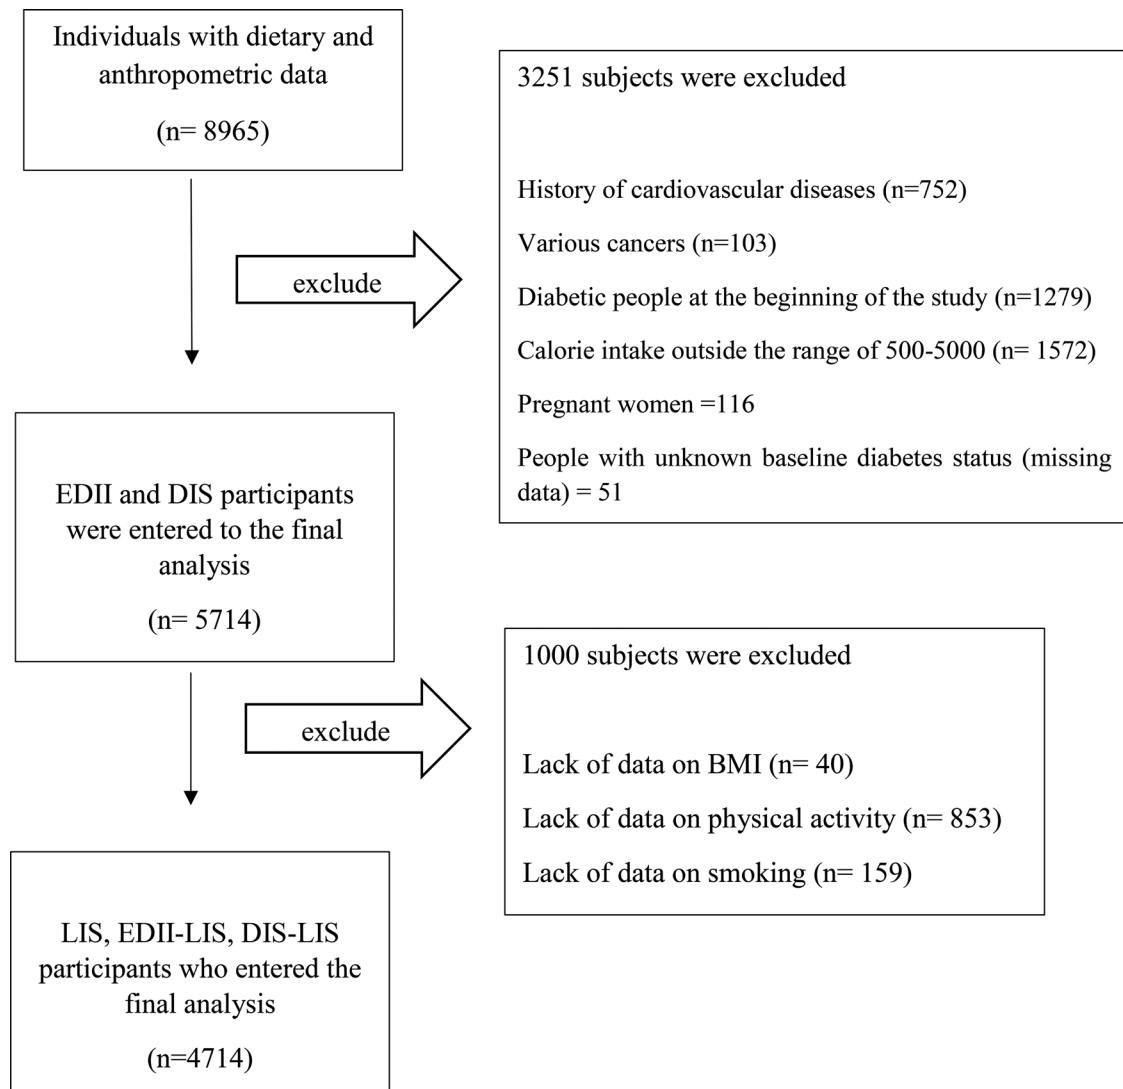 Individuals with dietary and
anthropometric data
(n= 8965)
exclude
3251 subjects were excluded
History of cardiovascular diseases (n=752)
Various cancers (n=103)
Diabetic people at the beginning of the study (n=1279)
Calorie intake outside the range of 500-5000 (n= 1572)
Pregnant women =116
People with unknown baseline diabetes status (missing
data) = 51
EDII and DIS participants
were entered to the final
analysis
(n= 5714)
exclude
1000 subjects were excluded
Lack of data on BMI (n= 40)
Lack of data on physical activity (n= 853)
Lack of data on smoking (n= 159)
LIS, EDII-LIS, DIS-LIS
participants who entered the
final analysis
(n=4714)